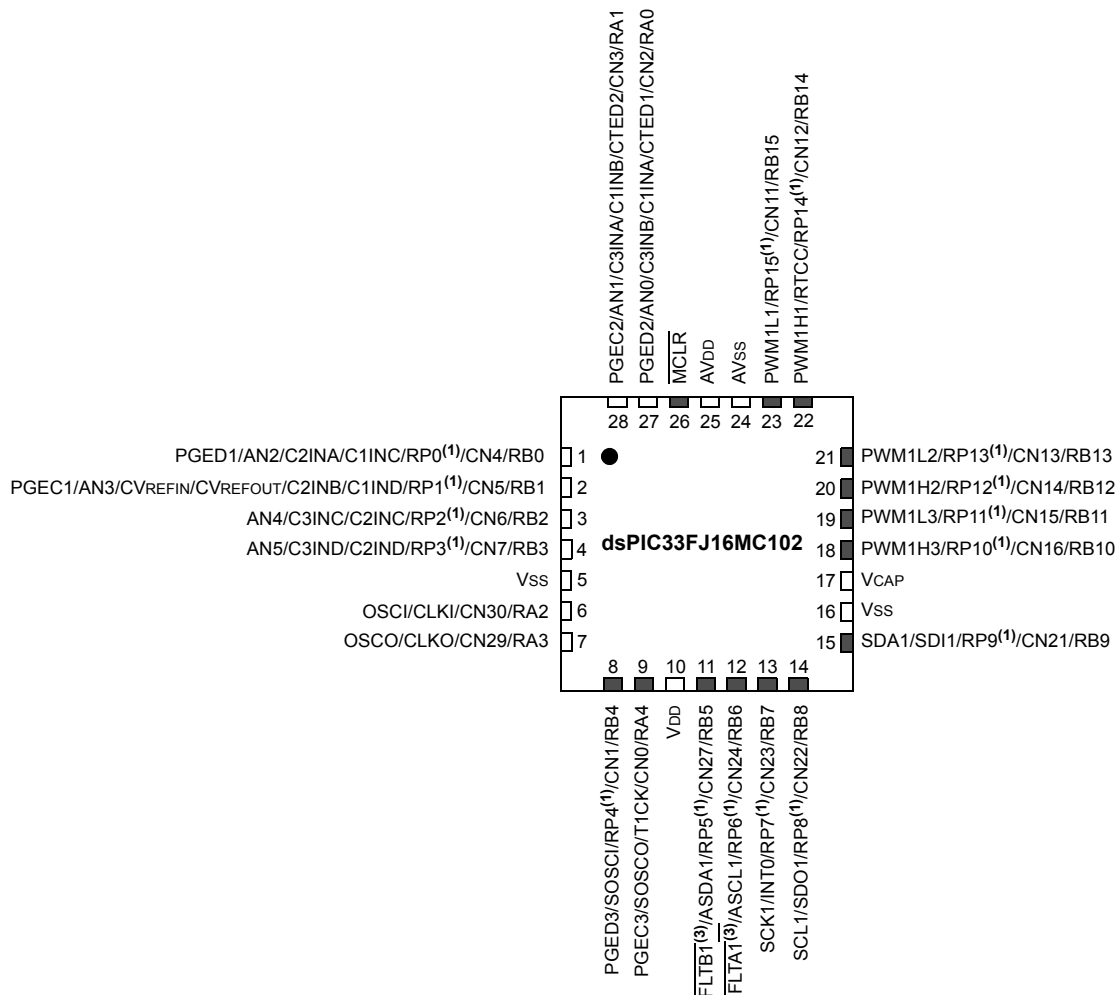 PGEC2/AN1/C3INA/C1INB/CTED2/CN3/RA1
PGED2/AN0/C3INB/C1INA/CTED1/CN2/RA0
MCLR
AVDD
AVSS
PWM1L1/RP15(1)/CN11/RB15
PWM1H1/RTCC/RP14(1)/CN12/RB14
28 27 26 25 24 23 22
PGED1/AN2/C2INA/C1INC/RP0(1)/CN4/RB0 1
PGEC1/AN3/CVREFIN/CVREFOUT/C2INB/C1IND/RP1(1)/CN5/RB1 2
AN4/C3INC/C2INC/RP2(1)/CN6/RB2 3
AN5/C3IND/C2IND/RP3(1)/CN7/RB3 4
VSS 5
OSCI/CLKI/CN30/RA2 6
OSCO/CLKO/CN29/RA3 7
dsPIC33FJ16MC102
21 PWM1L2/RP13(1)/CN13/RB13
20 PWM1H2/RP12(1)/CN14/RB12
19 PWM1L3/RP11(1)/CN15/RB11
18 PWM1H3/RP10(1)/CN16/RB10
17 VCAP
16 VSS
15 SDA1/SDI1/RP9(1)/CN21/RB9
8 9 10 11 12 13 14
PGED3/SOSCI/RP4(1)/CN1/RB4
PGEC3/SOSCO/T1CK/CN0/RA4
VDD
FLTB1(3)/ASDA1/RP5(1)/CN27/RB5
FLTA1(3)/ASCL1/RP6(1)/CN24/RB6
SCK1/INT0/RP7(1)/CN23/RB7
SCL1/SDO1/RP8(1)/CN22/RB8